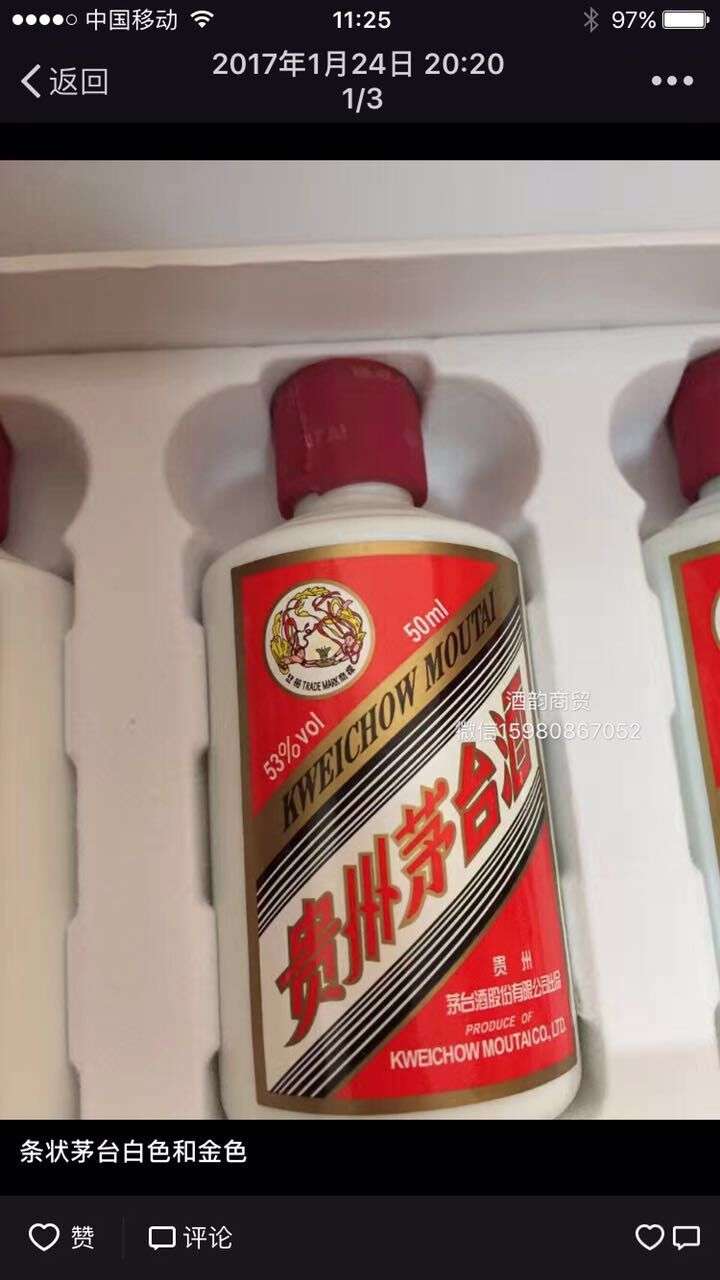 中国移动
11:25
97%
返回
2017年1月24日 20:20
1/3
50ml
TRADE MARK
53% vol
KWEICHOW MOUTAI
贵州茅台酒
酒韵商贸
微信15980867052
贵州
茅台酒股份有限公司出品
PRODUCE OF
KWEICHOW MOUTAI CO., LTD.
条状茅台白色和金色
赞
评论